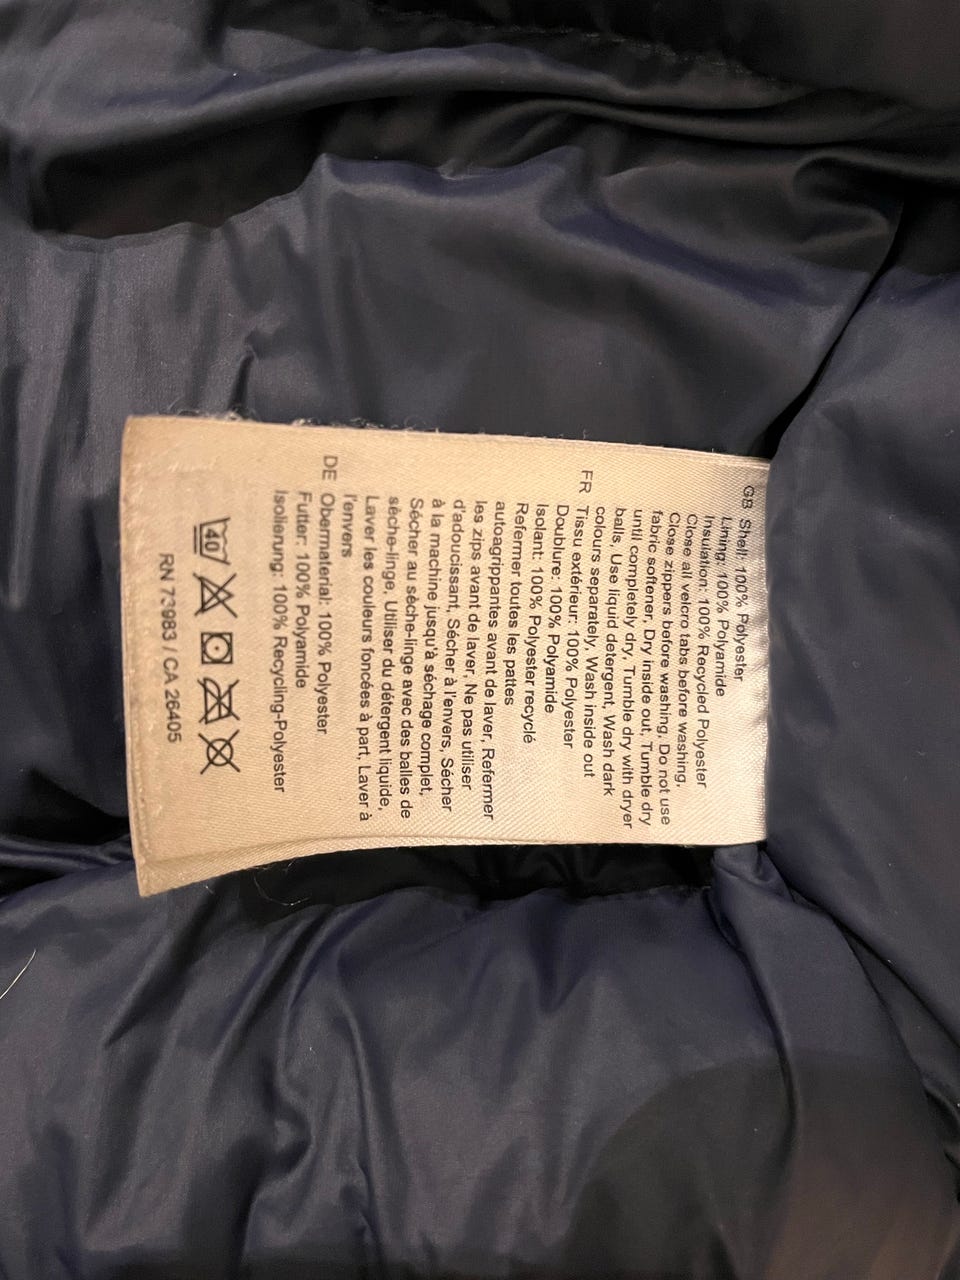 GB Shell: 100% Polyester
Lining: 100% Polyamide
Insulation: 100% Recycled Polyester
Close all velcro tabs before washing,
Close zippers before washing, Do not use
fabric softener, Dry inside out, Tumble dry
until completely dry, Tumble dry with dryer
balls, Use liquid detergent, Wash dark
colours separately, Wash inside out
FR Tissu extérieur: 100% Polyester
Doublure: 100% Polyamide
Isolant: 100% Polyester recyclé
Refermer toutes les pattes
autoagrippantes avant de laver, Refermer
les zips avant de laver, Ne pas utiliser
d'adoucissant, Sécher à l'envers, Sécher
à la machine jusqu'à séchage complet,
Sécher au sèche-linge avec des balles de
sèche-linge, Utiliser du détergent liquide,
Laver les couleurs foncées à part, Laver à
l'envers
DE Obermaterial: 100% Polyester
Futter: 100% Polyamide
Isolierung: 100% Recycling-Polyester
40
RN 73983 / CA 26405